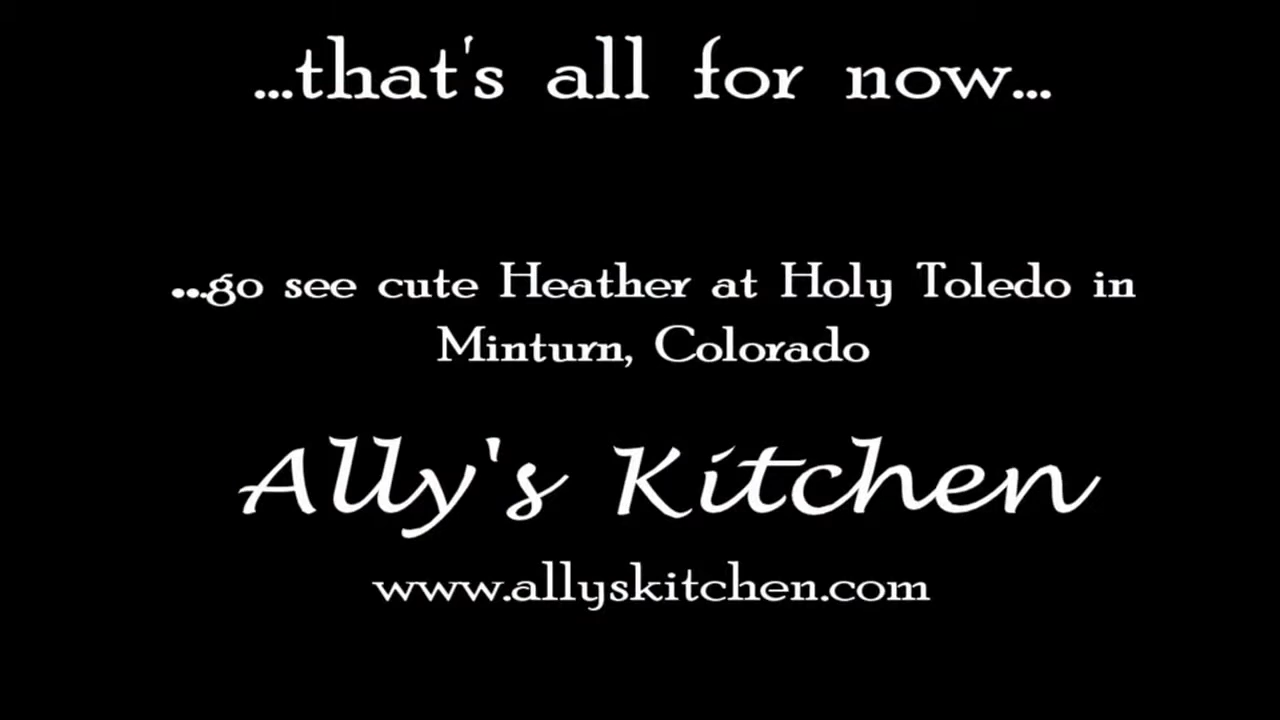 ...that's all for now...
...go see cute Heather at Holy Toledo in
Minturn, Colorado
Ally's Kitchen
www.allyskitchen.com